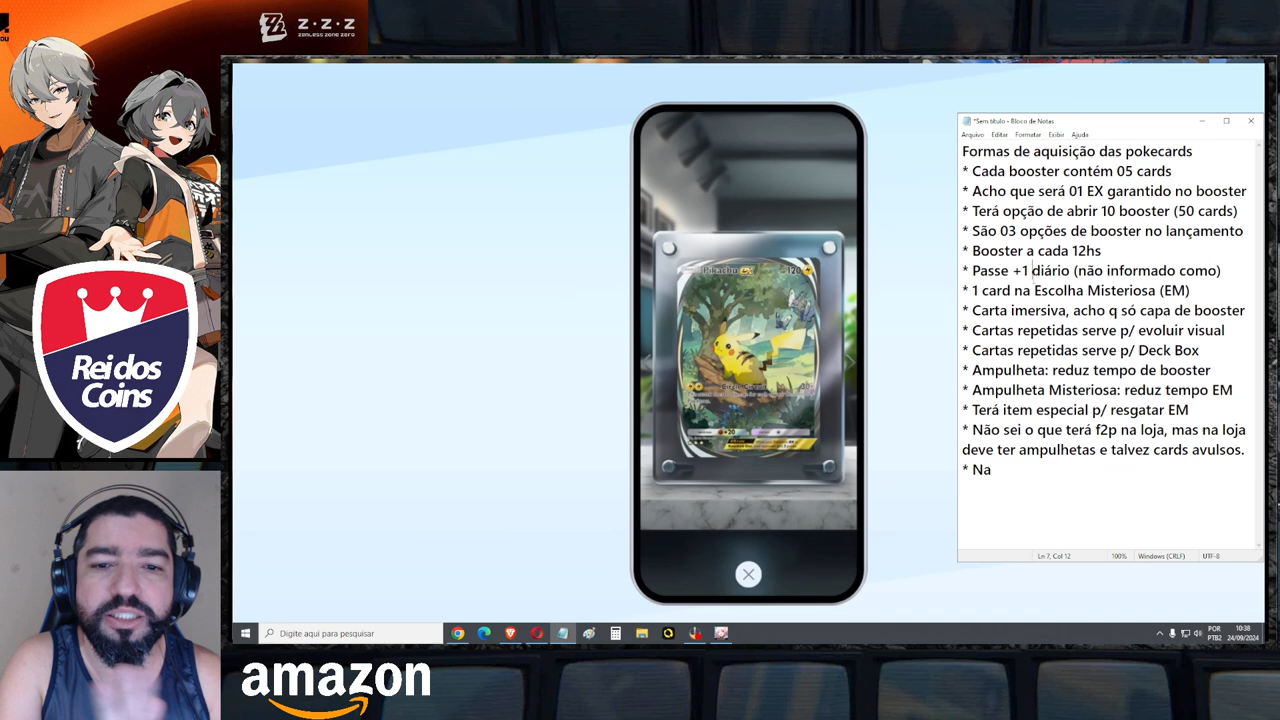 Z·Z·Z
ZENLESS ZONE ZERO
*Sem título - Bloco de Notas
Arquivo Editar Formatar Exibir Ajuda
Formas de aquisição das pokecards
* Cada booster contém 05 cards
* Acho que será 01 EX garantido no booster
* Terá opção de abrir 10 booster (50 cards)
* São 03 opções de booster no lançamento
* Booster a cada 12hs
* Passe +1 diário (não informado como)
* 1 card na Escolha Misteriosa (EM)
* Carta imersiva, acho q só capa de booster
* Cartas repetidas serve p/ evoluir visual
* Cartas repetidas serve p/ Deck Box
* Ampulheta: reduz tempo de booster
* Ampulheta Misteriosa: reduz tempo EM
* Terá item especial p/ resgatar EM
* Não sei o que terá f2p na loja, mas na loja
deve ter ampulhetas e talvez cards avulsos.
* Na
Ln 7, Col 12 100% Windows (CRLF) UTF-8
Pikachu ex 120
Circle Circuit 30
+20
Rei dos
Coins
Digite aqui para pesquisar
POR
PTB2
10:38
24/09/2024
amazon